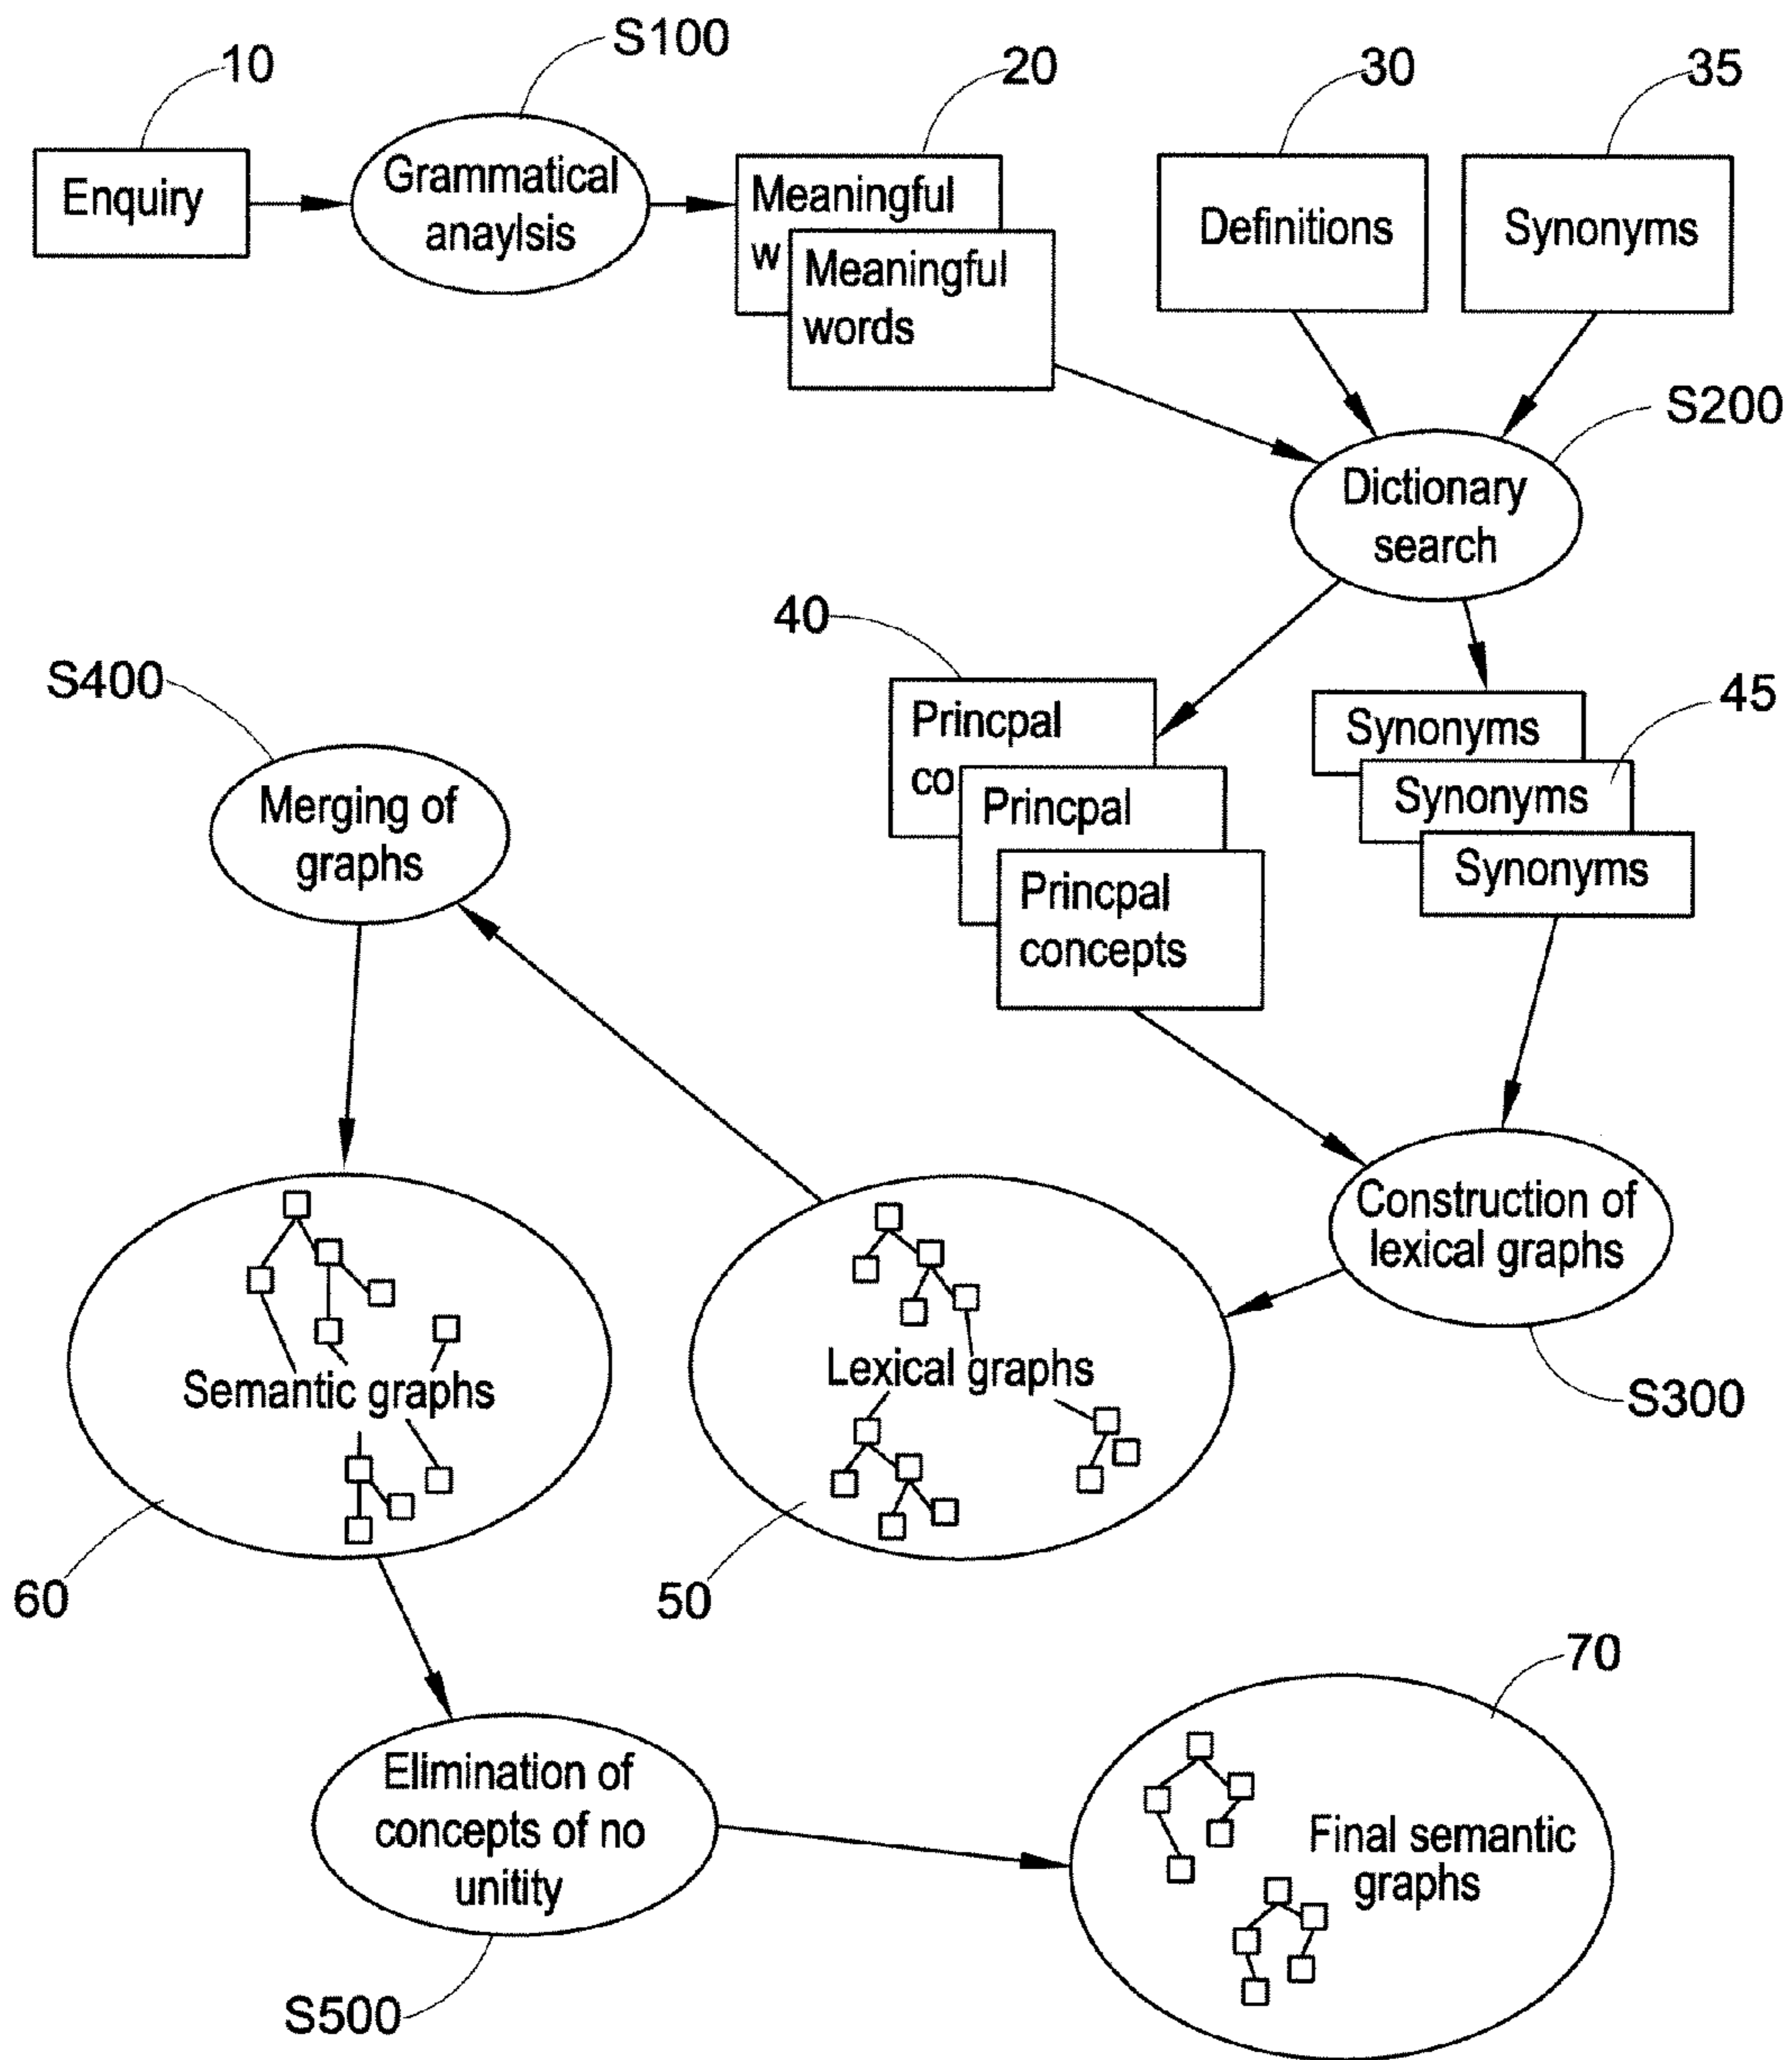 10
S100
20
30
35
Enquiry
Grammatical
anaylsis
Meaningful
w
Meaningful
words
Definitions
Synonyms
S200
Dictionary
search
40
S400
45
Princpal
co
Princpal
Princpal
concepts
Synonyms
Synonyms
Synonyms
Merging of
graphs
Construction of
lexical graphs
Semantic graphs
Lexical graphs
S300
60
50
70
Elimination of
concepts of no
unitity
Final semantic
graphs
S500